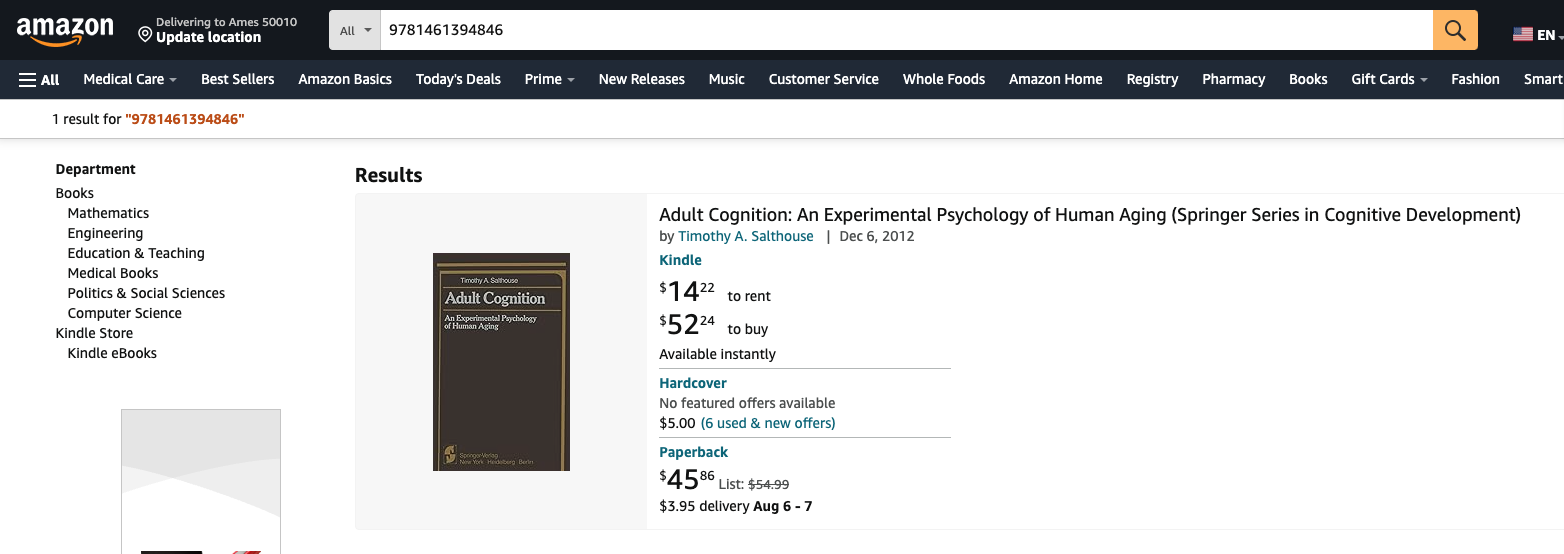 amazon
Delivering to Ames 50010
Update location
All
9781461394846
EN
All
Medical Care
Best Sellers
Amazon Basics
Today's Deals
Prime
New Releases
Music
Customer Service
Whole Foods
Amazon Home
Registry
Pharmacy
Books
Gift Cards
Fashion
Smart
1 result for "9781461394846"
Department
Books
Mathematics
Engineering
Education & Teaching
Medical Books
Politics & Social Sciences
Computer Science
Kindle Store
Kindle eBooks
Results
Timothy A. Salthouse
Adult Cognition
An Experimental Psychology
of Human Aging
Springer-Verlag
New York Heidelberg Berlin
Adult Cognition: An Experimental Psychology of Human Aging (Springer Series in Cognitive Development)
by Timothy A. Salthouse | Dec 6, 2012
Kindle
$14 22 to rent
$52 24 to buy
Available instantly
Hardcover
No featured offers available
$5.00 (6 used & new offers)
Paperback
$45 86 List: $54.99
$3.95 delivery Aug 6 - 7